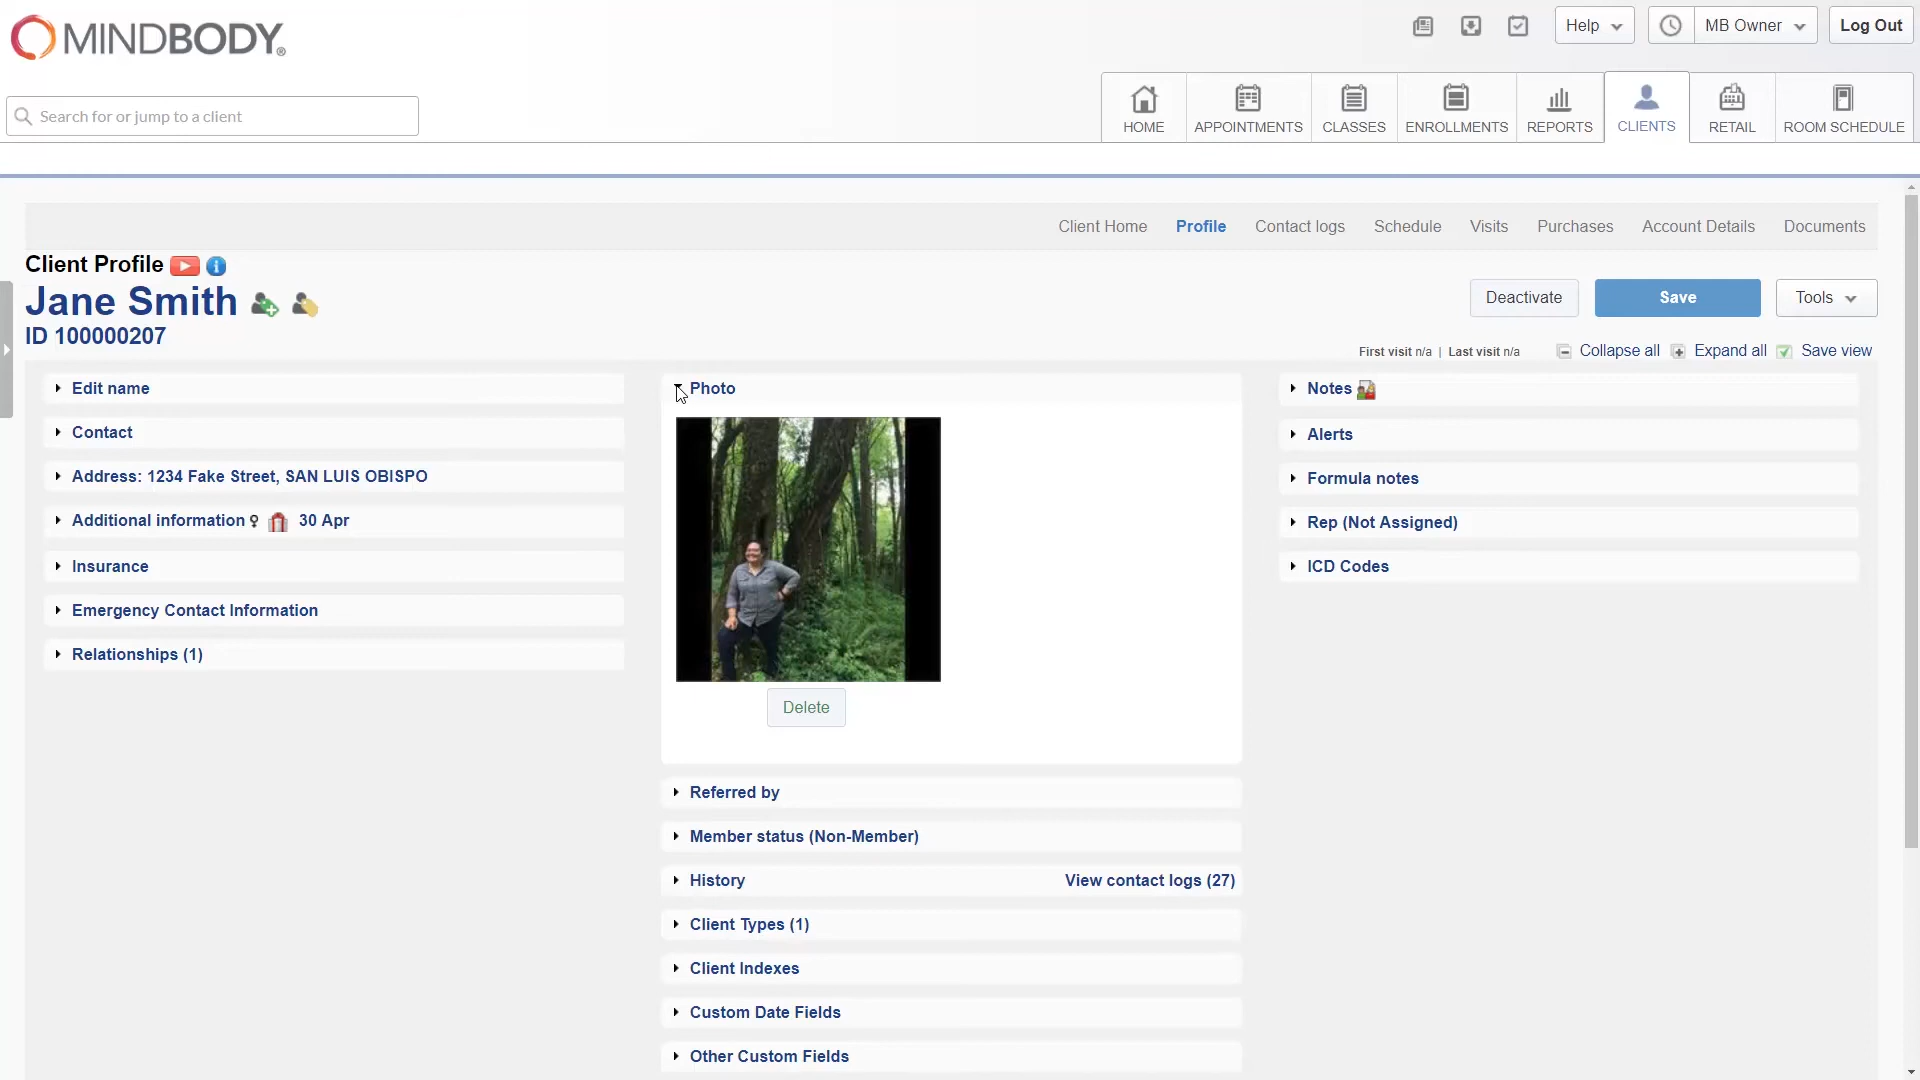 MINDBODY®
Help
MB Owner
Log Out
Search for or jump to a client
HOME
APPOINTMENTS
CLASSES
ENROLLMENTS
REPORTS
CLIENTS
RETAIL
ROOM SCHEDULE
Client Home
Profile
Contact logs
Schedule
Visits
Purchases
Account Details
Documents
Client Profile
Jane Smith
ID 100000207
Deactivate
Save
Tools
First visit n/a | Last visit n/a
Collapse all
Expand all
Save view
Edit name
Contact
Address: 1234 Fake Street, SAN LUIS OBISPO
Additional information ♀ 30 Apr
Insurance
Emergency Contact Information
Relationships (1)
Photo
Delete
Referred by
Member status (Non-Member)
History
View contact logs (27)
Client Types (1)
Client Indexes
Custom Date Fields
Other Custom Fields
Notes
Alerts
Formula notes
Rep (Not Assigned)
ICD Codes